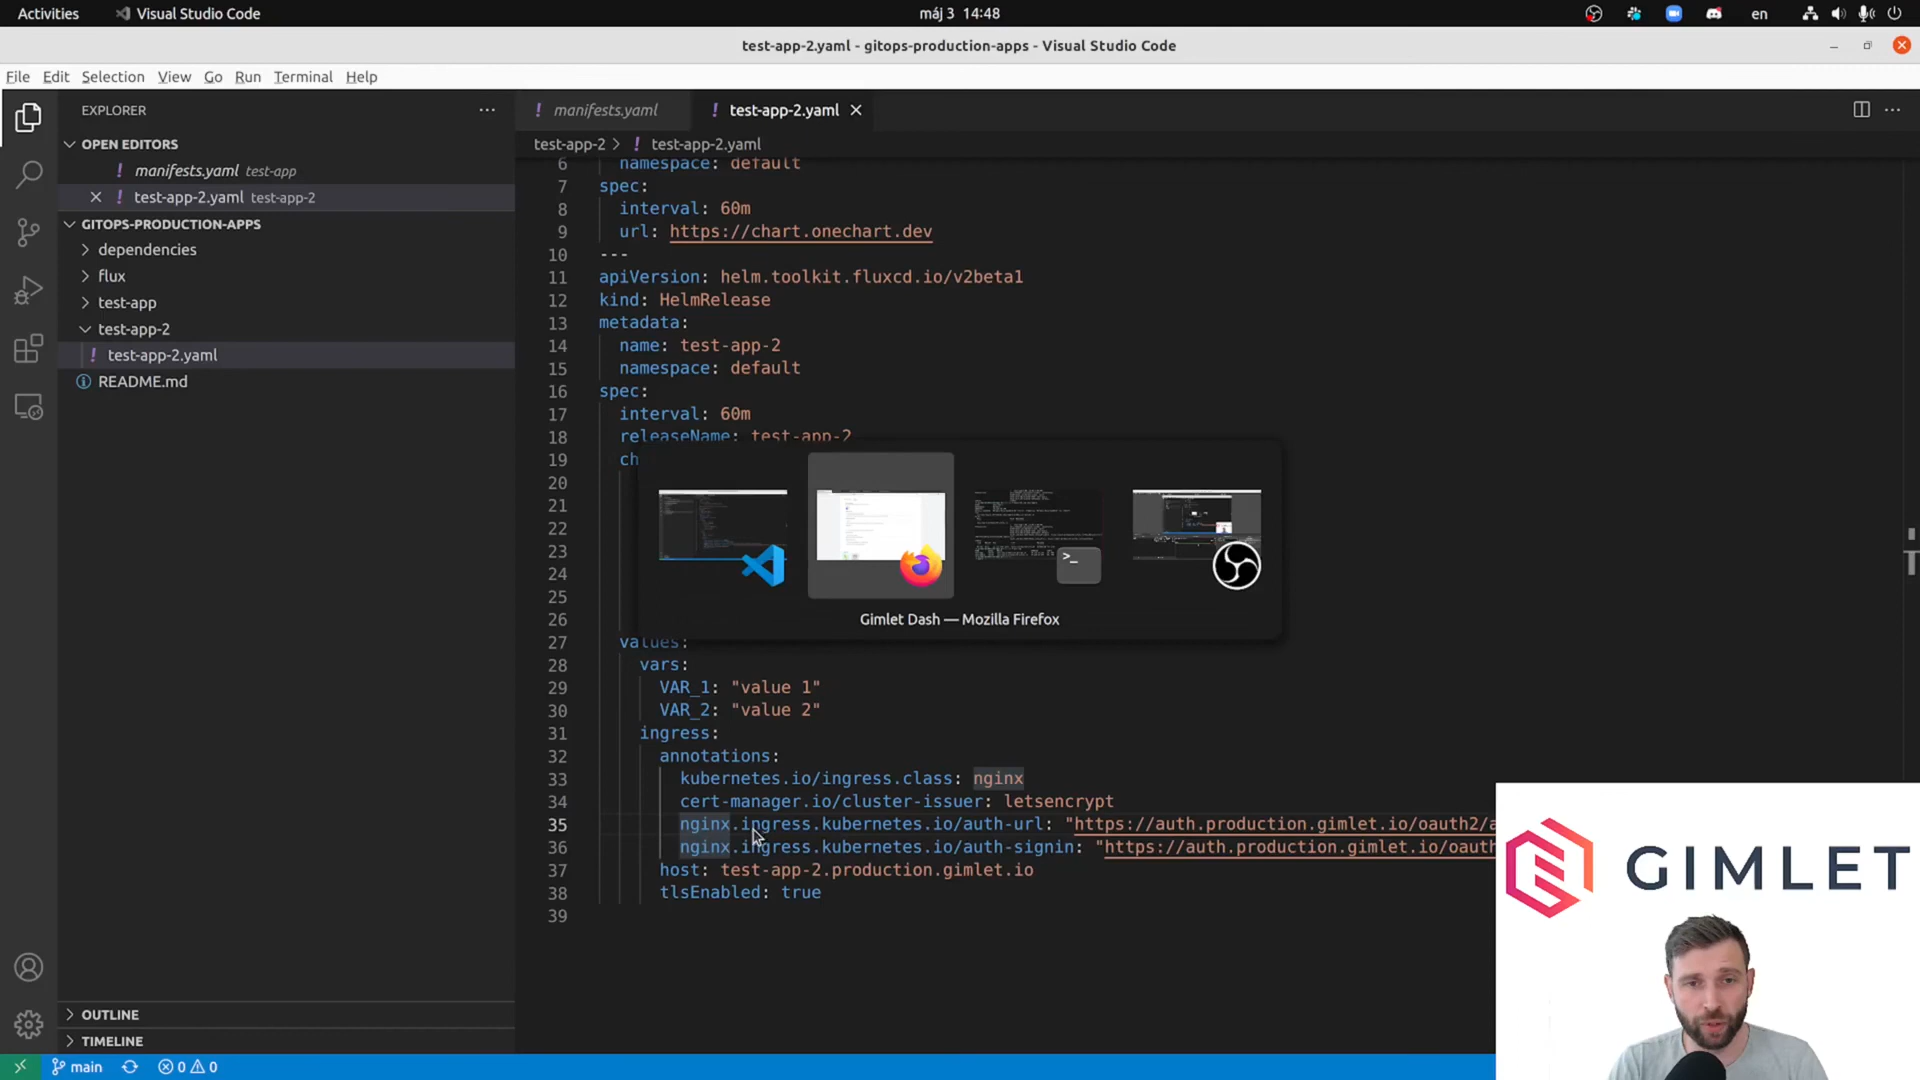 Activities
Visual Studio Code
máj 3 14:48
en
test-app-2.yaml - gitops-production-apps - Visual Studio Code
File Edit Selection View Go Run Terminal Help
EXPLORER
OPEN EDITORS
manifests.yaml test-app
test-app-2.yaml test-app-2
GITOPS-PRODUCTION-APPS
dependencies
flux
test-app
test-app-2
test-app-2.yaml
README.md
OUTLINE
TIMELINE
manifests.yaml
test-app-2.yaml
test-app-2 > test-app-2.yaml
6 namespace: default
7 spec:
8 interval: 60m
9 url: https://chart.onechart.dev
10 ---
11 apiVersion: helm.toolkit.fluxcd.io/v2beta1
12 kind: HelmRelease
13 metadata:
14 name: test-app-2
15 namespace: default
16 spec:
17 interval: 60m
18 releaseName: test-app-2
19 ch
20
21
22
23
24
25
26
Gimlet Dash — Mozilla Firefox
27 values:
28 vars:
29 VAR_1: "value 1"
30 VAR_2: "value 2"
31 ingress:
32 annotations:
33 kubernetes.io/ingress.class: nginx
34 cert-manager.io/cluster-issuer: letsencrypt
35 nginx.ingress.kubernetes.io/auth-url: "https://auth.production.gimlet.io/oauth2/a
36 nginx.ingress.kubernetes.io/auth-signin: "https://auth.production.gimlet.io/oauth
37 host: test-app-2.production.gimlet.io
38 tlsEnabled: true
39
GIMLET
main
0 0